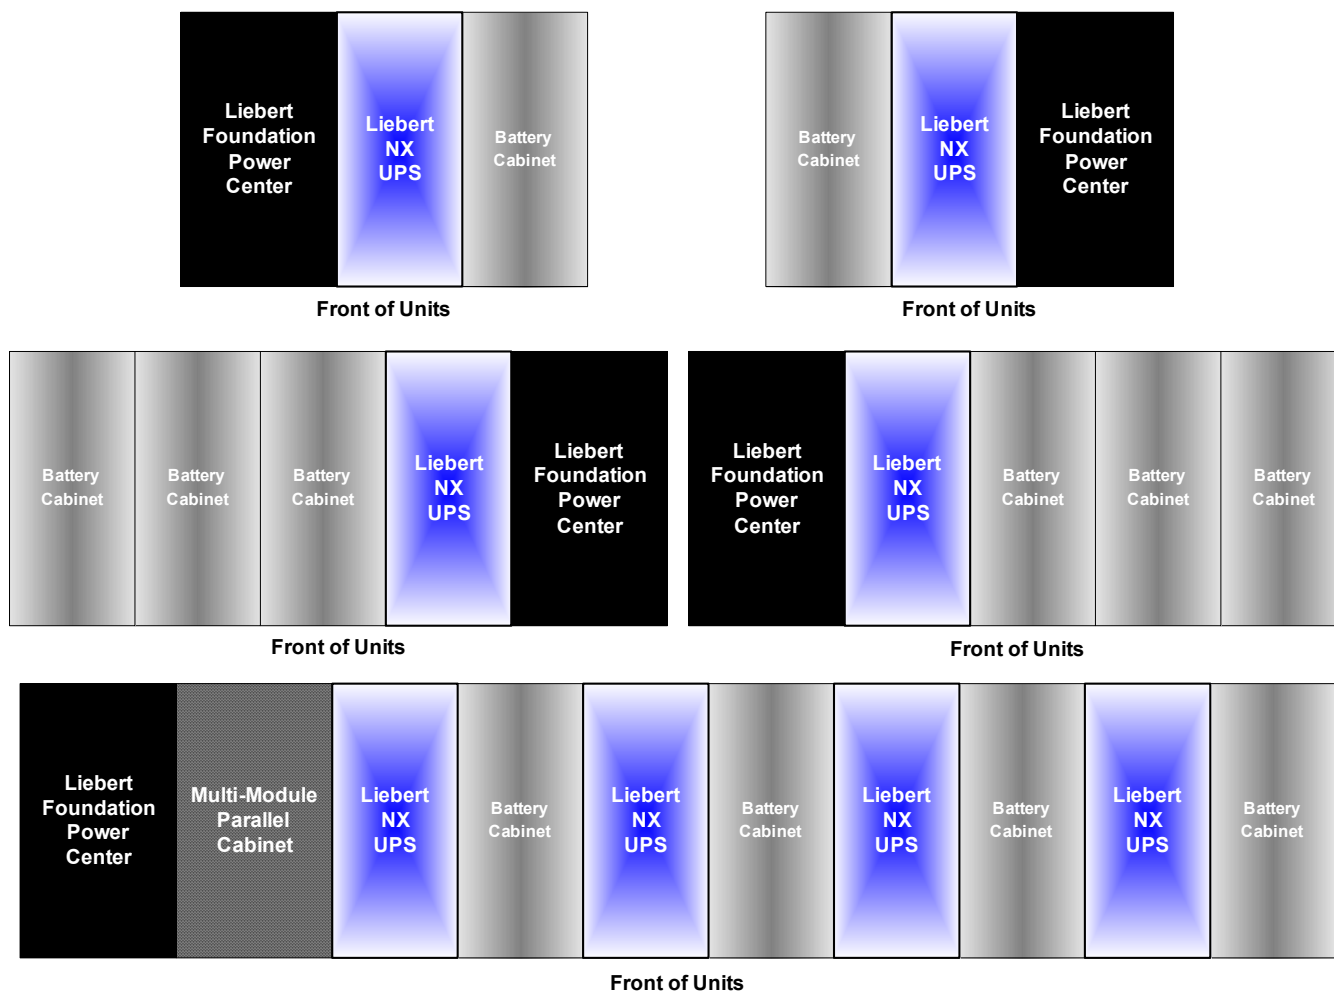 Liebert
Foundation
Power
Center
Liebert
NX
UPS
Battery
Cabinet
Front of Units
Battery
Cabinet
Liebert
NX
UPS
Liebert
Foundation
Power
Center
Front of Units
Battery
Cabinet
Battery
Cabinet
Battery
Cabinet
Liebert
NX
UPS
Liebert
Foundation
Power
Center
Front of Units
Liebert
Foundation
Power
Center
Liebert
NX
UPS
Battery
Cabinet
Battery
Cabinet
Battery
Cabinet
Front of Units
Liebert
Foundation
Power
Center
Multi-Module
Parallel
Cabinet
Liebert
NX
UPS
Battery
Cabinet
Liebert
NX
UPS
Battery
Cabinet
Liebert
NX
UPS
Battery
Cabinet
Liebert
NX
UPS
Battery
Cabinet
Front of Units